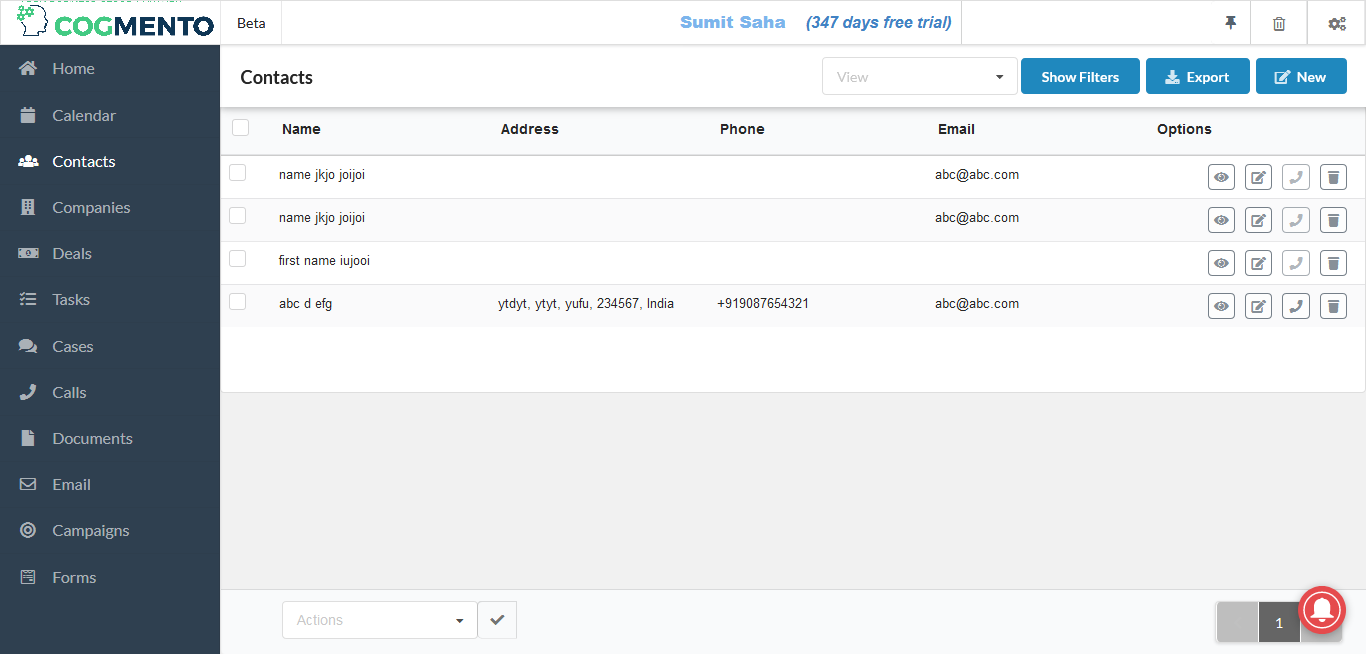 COGMENTO
Beta
Sumit Saha (347 days free trial)
Home
Calendar
Contacts
Companies
Deals
Tasks
Cases
Calls
Documents
Email
Campaigns
Forms
Contacts
View
Show Filters
Export
New
Name Address Phone Email Options
name jkjo joijoi abc@abc.com
name jkjo joijoi abc@abc.com
first name iujooi
abc d efg ytdyt, ytyt, yufu, 234567, India +919087654321 abc@abc.com
Actions
1